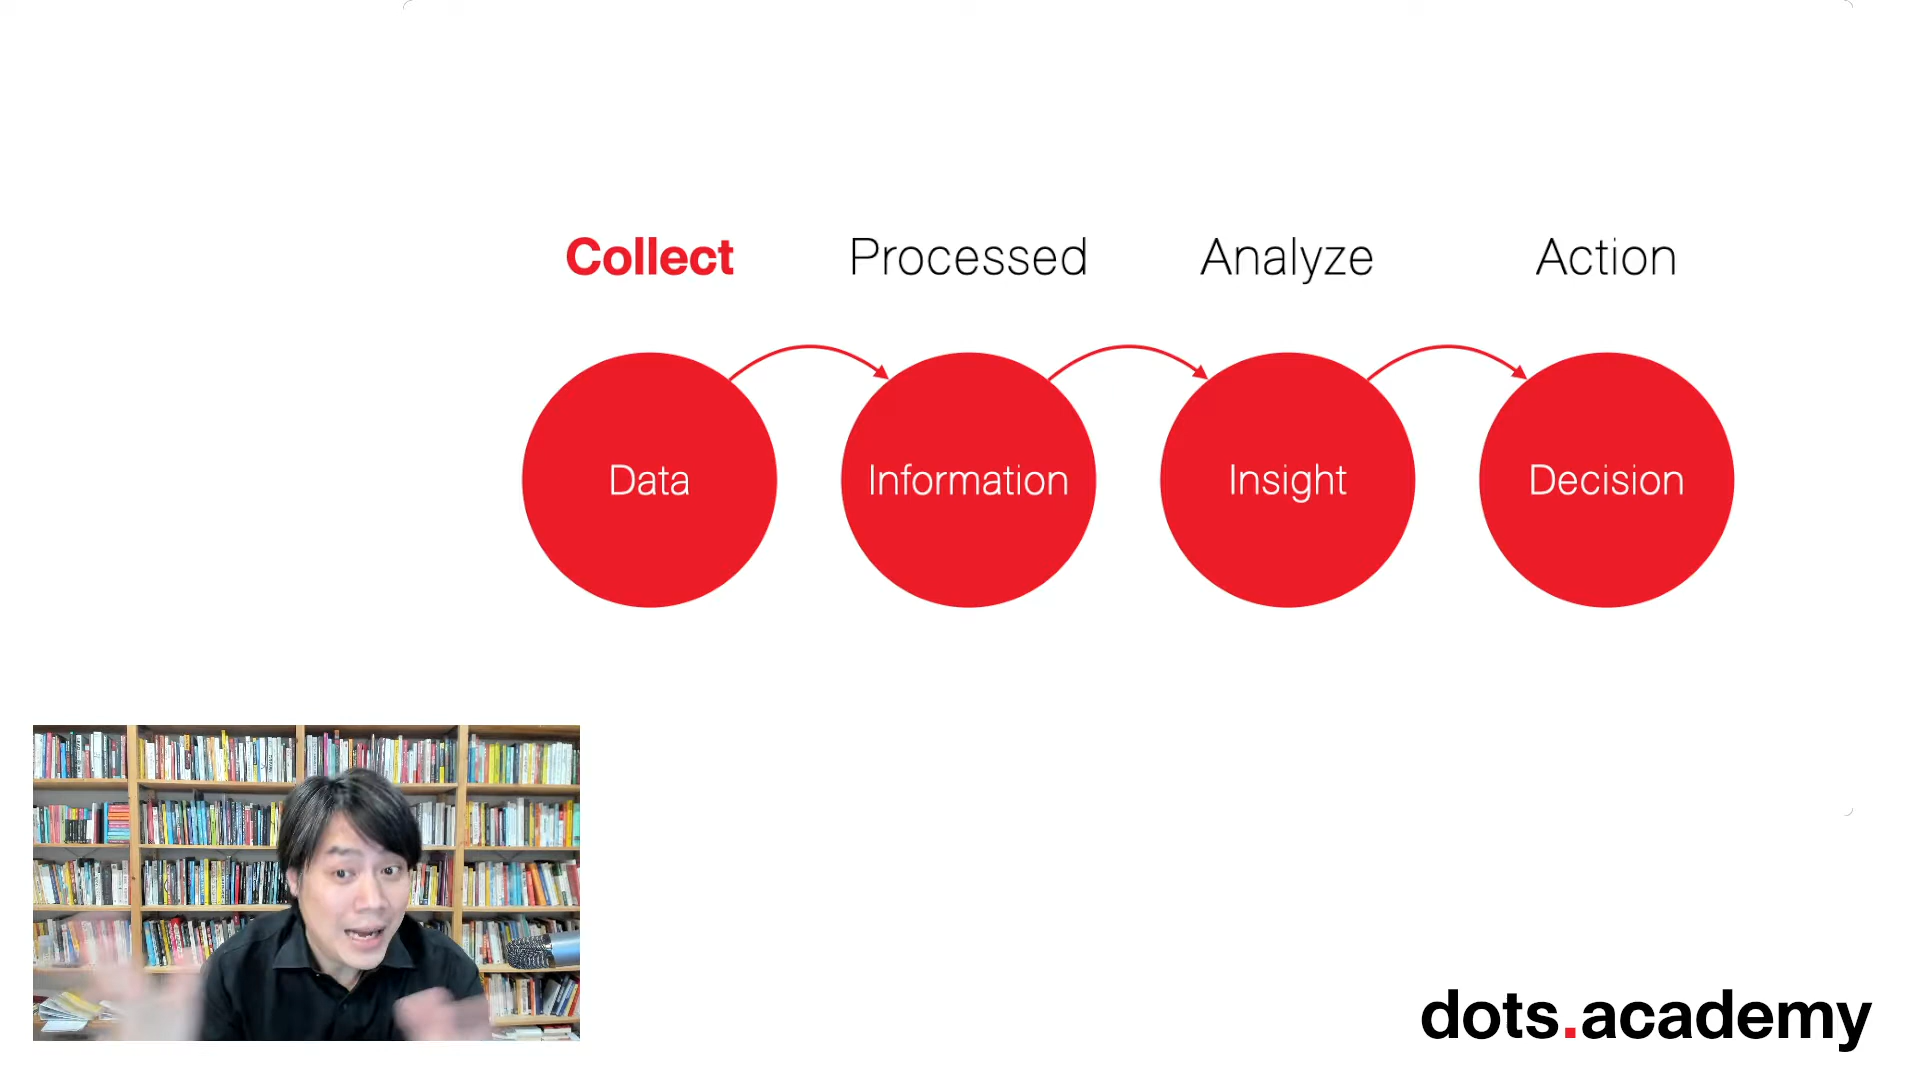 Collect Processed Analyze Action
Data Information Insight Decision
dots.academy